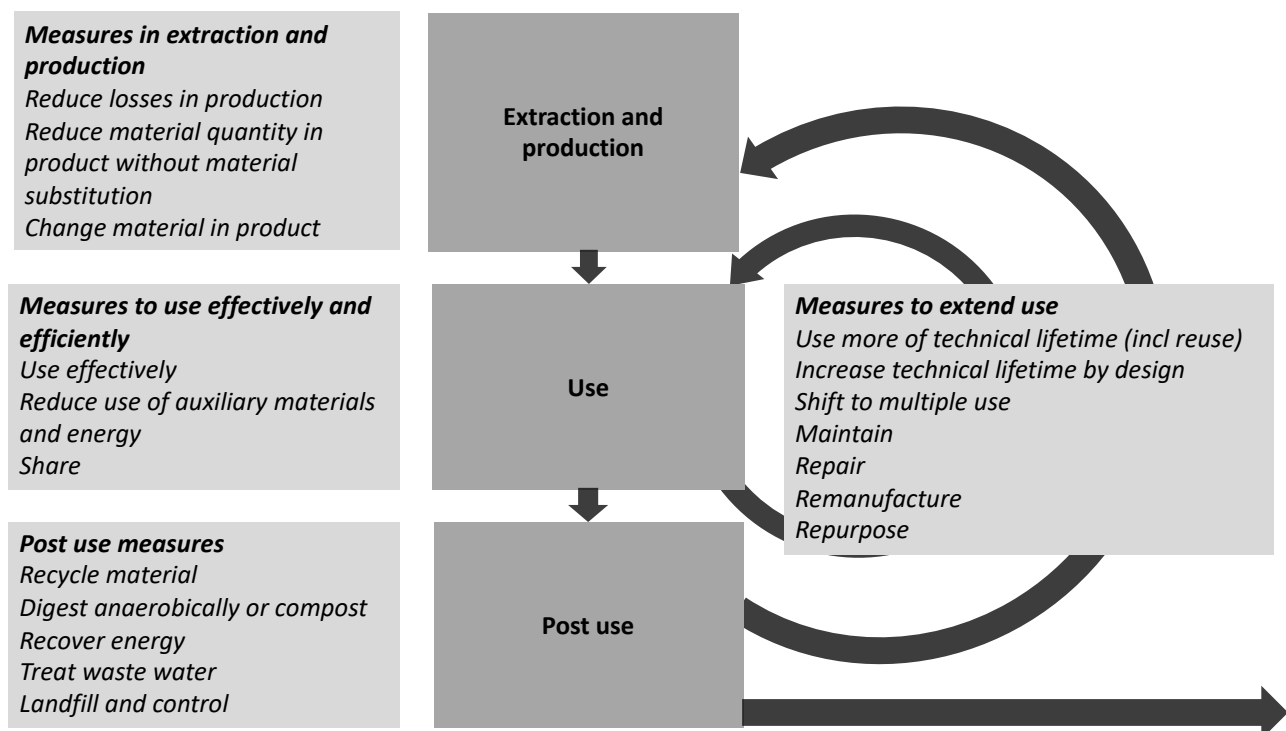 Measures in extraction and
production
Reduce losses in production
Reduce material quantity in
product without material
substitution
Change material in product
Extraction and
production
Measures to use effectively and
efficiently
Use effectively
Reduce use of auxiliary materials
and energy
Share
Use
Measures to extend use
Use more of technical lifetime (incl reuse)
Increase technical lifetime by design
Shift to multiple use
Maintain
Repair
Remanufacture
Repurpose
Post use measures
Recycle material
Digest anaerobically or compost
Recover energy
Treat waste water
Landfill and control
Post use